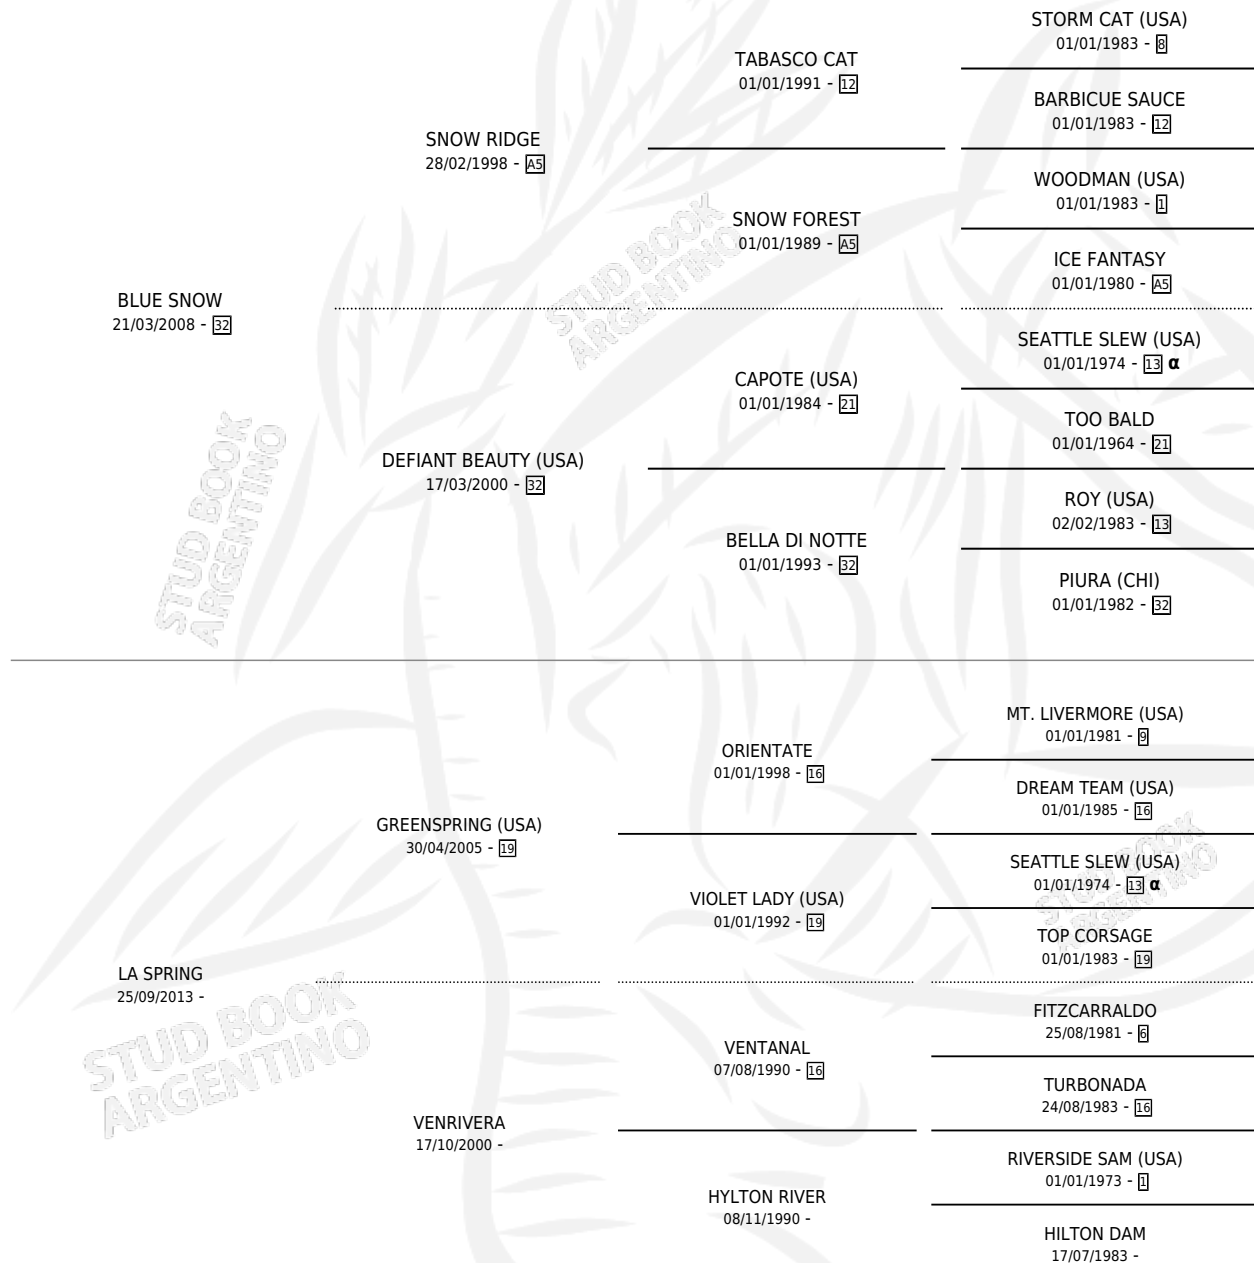 STORM CAT (USA)
01/01/1983 - 8
TABASCO CAT
01/01/1991 - 12
BARBICUE SAUCE
01/01/1983 - 12
SNOW RIDGE
28/02/1998 - A5
WOODMAN (USA)
01/01/1983 - 1
SNOW FOREST
01/01/1989 - A5
ICE FANTASY
01/01/1980 - A5
BLUE SNOW
21/03/2008 - 32
SEATTLE SLEW (USA)
01/01/1974 - 13 α
CAPOTE (USA)
01/01/1984 - 21
TOO BALD
01/01/1964 - 21
DEFIANT BEAUTY (USA)
17/03/2000 - 32
ROY (USA)
02/02/1983 - 13
BELLA DI NOTTE
01/01/1993 - 32
PIURA (CHI)
01/01/1982 - 32
STUD BOOK
ARGENTINO
STUD BOOK
ARGENTINO
MT. LIVERMORE (USA)
01/01/1981 - 9
ORIENTATE
01/01/1998 - 16
DREAM TEAM (USA)
01/01/1985 - 16
GREENSPRING (USA)
30/04/2005 - 19
SEATTLE SLEW (USA)
01/01/1974 - 13 α
VIOLET LADY (USA)
01/01/1992 - 19
TOP CORSAGE
01/01/1983 - 19
LA SPRING
25/09/2013 -
FITZCARRALDO
25/08/1981 - 6
VENTANAL
07/08/1990 - 16
TURBONADA
24/08/1983 - 16
VENRIVERA
17/10/2000 -
RIVERSIDE SAM (USA)
01/01/1973 - 1
HYLTON RIVER
08/11/1990 -
HILTON DAM
17/07/1983 -
STUD BOOK
ARGENTINO
STUD BOOK
ARGENTINO